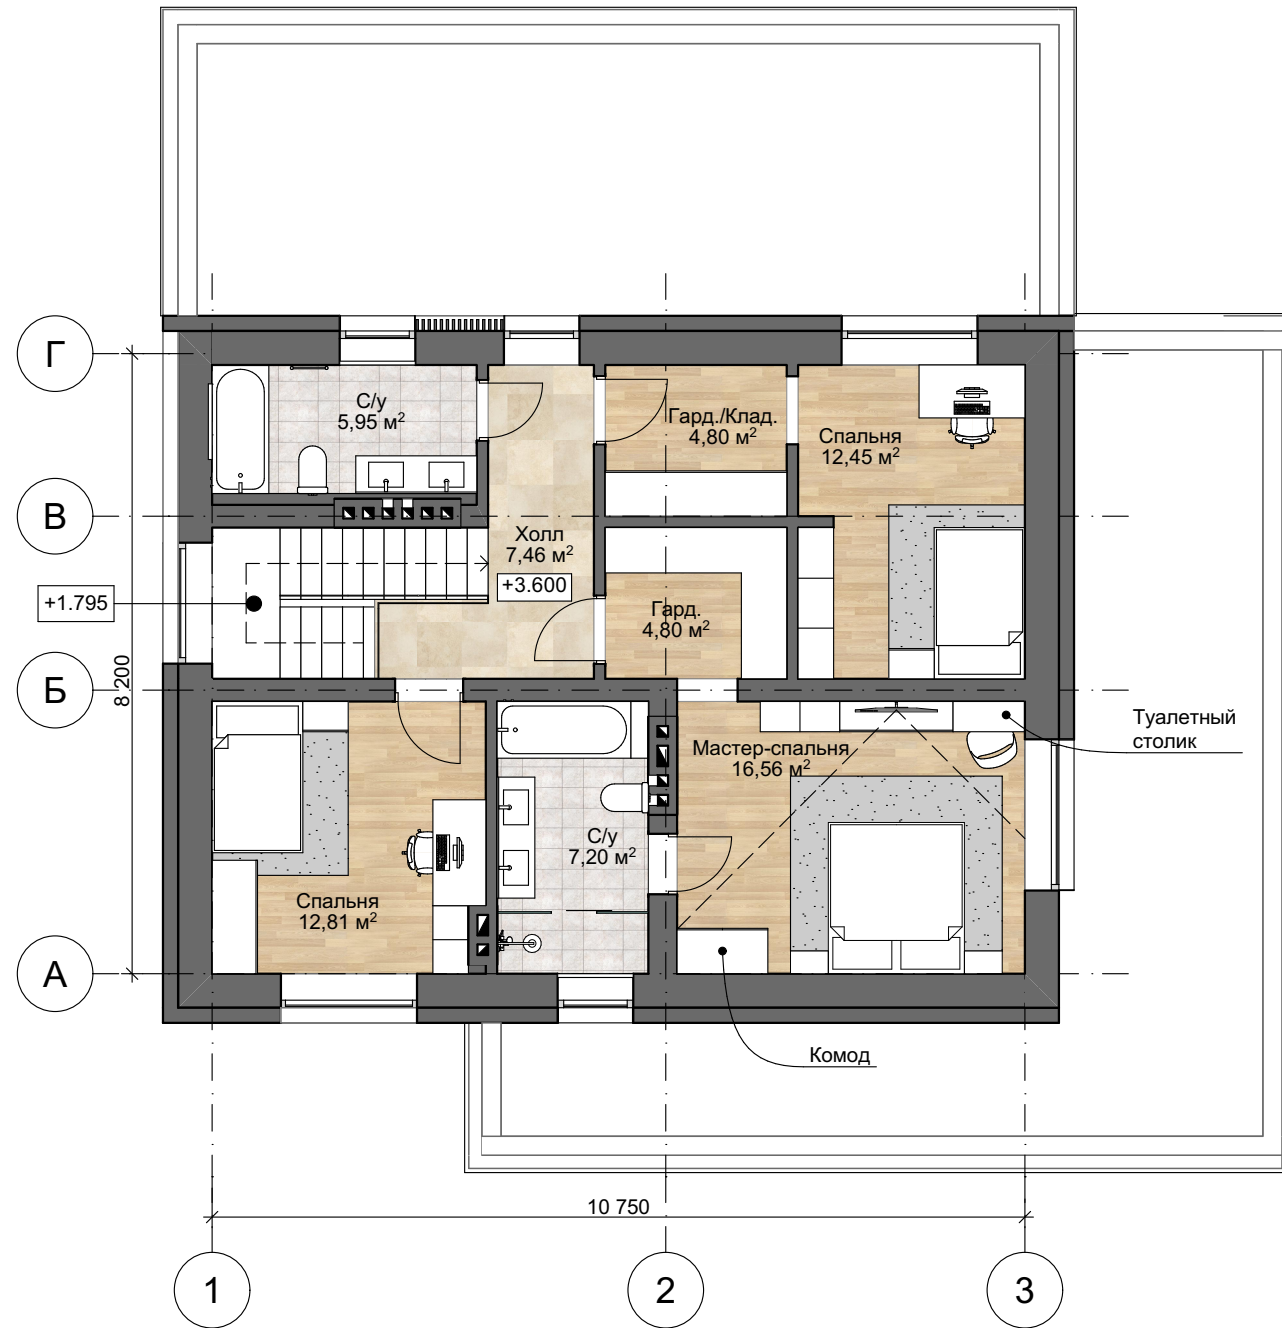 Г
С/у
5,95 м²
Гард./Клад.
4,80 м²
Спальня
12,45 м²
В
Холл
7,46 м²
+3.600
+1.795
Гард.
4,80 м²
Б
8 200
Туалетный
столик
Мастер-спальня
16,56 м²
С/у
7,20 м²
Спальня
12,81 м²
А
Комод
10 750
1
2
3